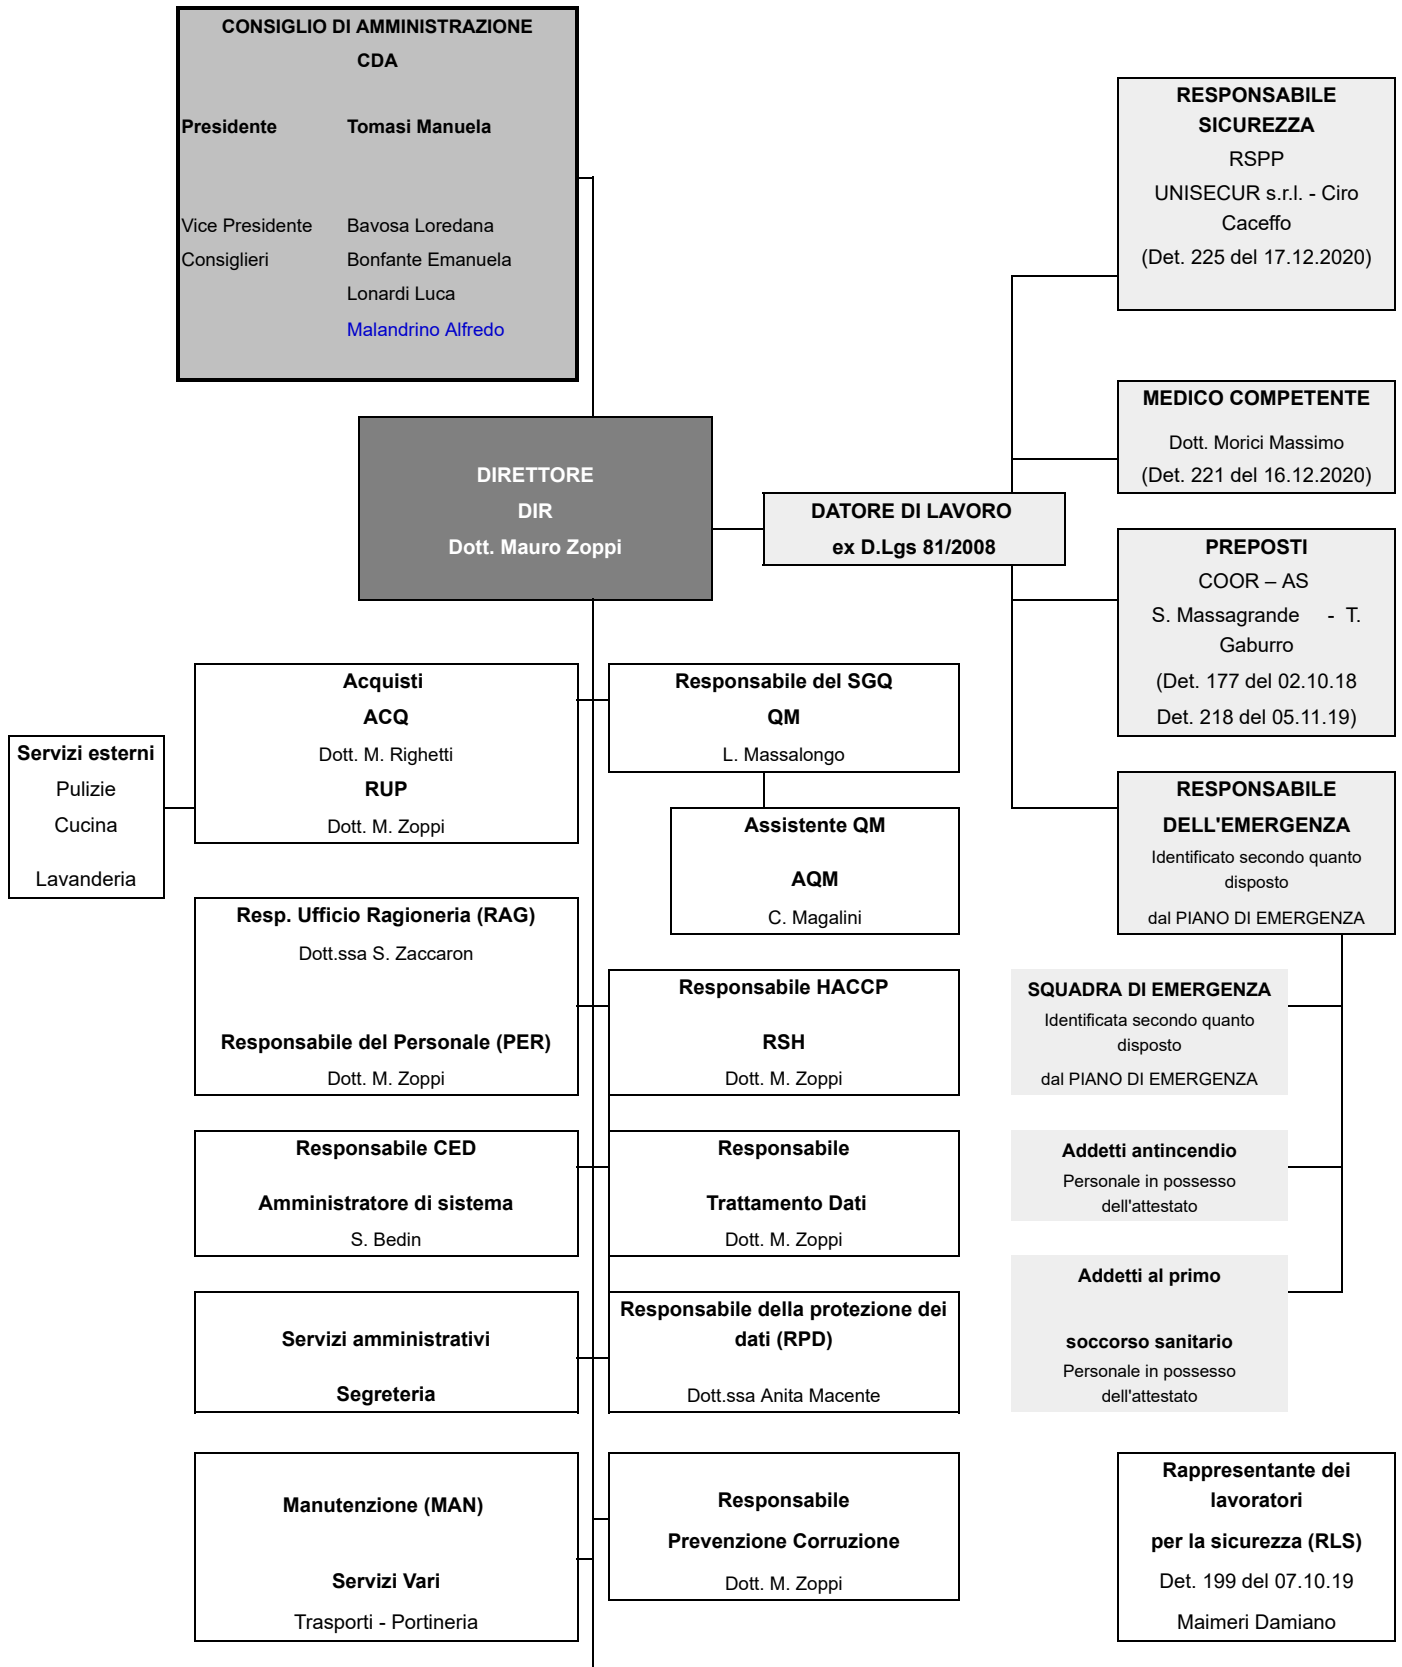 CONSIGLIO DI AMMINISTRAZIONE
CDA
Presidente Tomasi Manuela
Vice Presidente Bavosa Loredana
Consiglieri Bonfante Emanuela
Lonardi Luca
Malandrino Alfredo
RESPONSABILE
SICUREZZA
RSPP
UNISECUR s.r.l. - Ciro
Caceffo
(Det. 225 del 17.12.2020)
MEDICO COMPETENTE
Dott. Morici Massimo
(Det. 221 del 16.12.2020)
DIRETTORE
DIR
Dott. Mauro Zoppi
DATORE DI LAVORO
ex D.Lgs 81/2008
PREPOSTI
COOR – AS
S. Massagrande - T.
Gaburro
(Det. 177 del 02.10.18
Det. 218 del 05.11.19)
Acquisti
ACQ
Dott. M. Righetti
RUP
Dott. M. Zoppi
Responsabile del SGQ
QM
L. Massalongo
Servizi esterni
Pulizie
Cucina
Lavanderia
Assistente QM
AQM
C. Magalini
RESPONSABILE
DELL'EMERGENZA
Identificato secondo quanto
disposto
dal PIANO DI EMERGENZA
Resp. Ufficio Ragioneria (RAG)
Dott.ssa S. Zaccaron
Responsabile del Personale (PER)
Dott. M. Zoppi
Responsabile HACCP
RSH
Dott. M. Zoppi
SQUADRA DI EMERGENZA
Identificata secondo quanto
disposto
dal PIANO DI EMERGENZA
Responsabile CED
Amministratore di sistema
S. Bedin
Responsabile
Trattamento Dati
Dott. M. Zoppi
Addetti antincendio
Personale in possesso
dell'attestato
Servizi amministrativi
Segreteria
Responsabile della protezione dei
dati (RPD)
Dott.ssa Anita Macente
Addetti al primo
soccorso sanitario
Personale in possesso
dell'attestato
Manutenzione (MAN)
Servizi Vari
Trasporti - Portineria
Responsabile
Prevenzione Corruzione
Dott. M. Zoppi
Rappresentante dei
lavoratori
per la sicurezza (RLS)
Det. 199 del 07.10.19
Maimeri Damiano